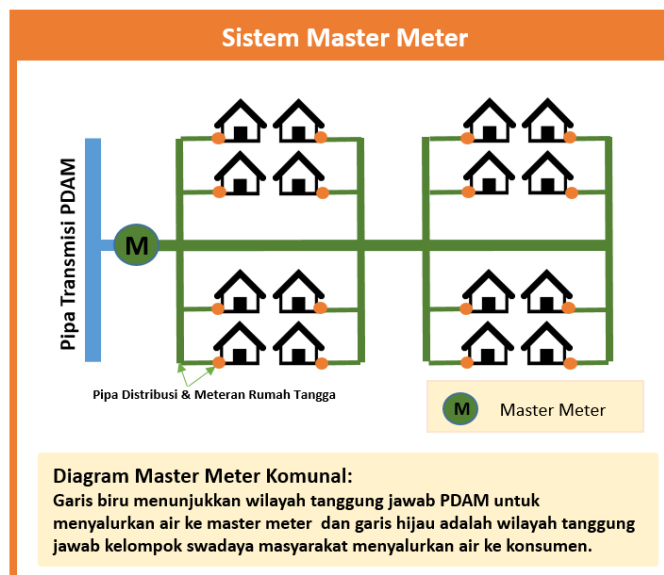 Sistem Master Meter
Pipa Transmisi PDAM
M
Pipa Distribusi & Meteran Rumah Tangga
M
Master Meter
Diagram Master Meter Komunal:
Garis biru menunjukkan wilayah tanggung jawab PDAM untuk
menyalurkan air ke master meter dan garis hijau adalah wilayah tanggung
jawab kelompok swadaya masyarakat menyalurkan air ke konsumen.